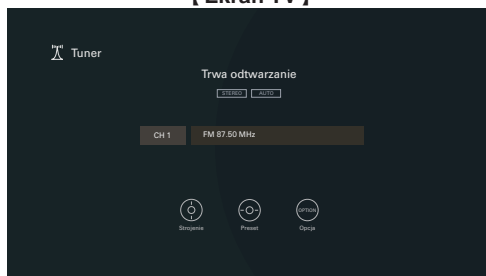 【 Ekran TV 】
Tuner
Trwa odtwarzanie
STEREO AUTO
CH 1 FM 87.50 MHz
OPTION
Strojenie Preset Opcja